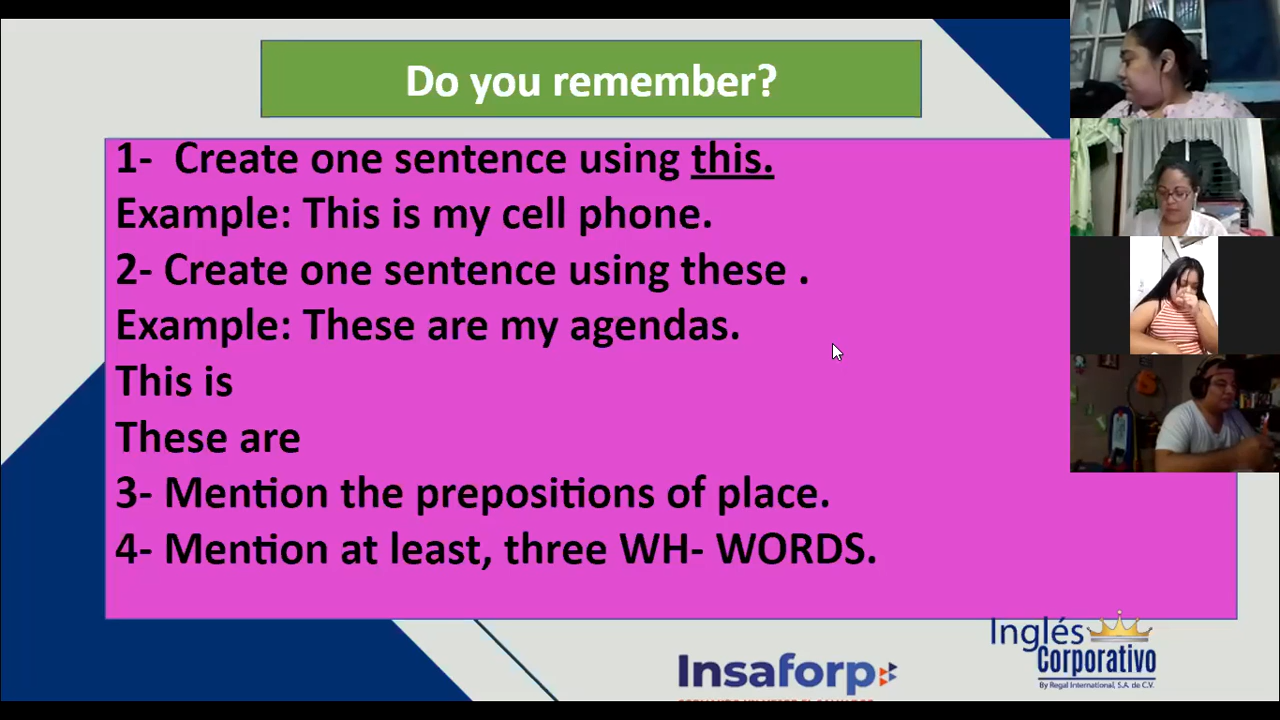 Do you remember?
1- Create one sentence using this.
Example: This is my cell phone.
2- Create one sentence using these .
Example: These are my agendas.
This is
These are
3- Mention the prepositions of place.
4- Mention at least, three WH- WORDS.
Inglés
Corporativo
By Regal International, S.A. de C.V.
Insaforp